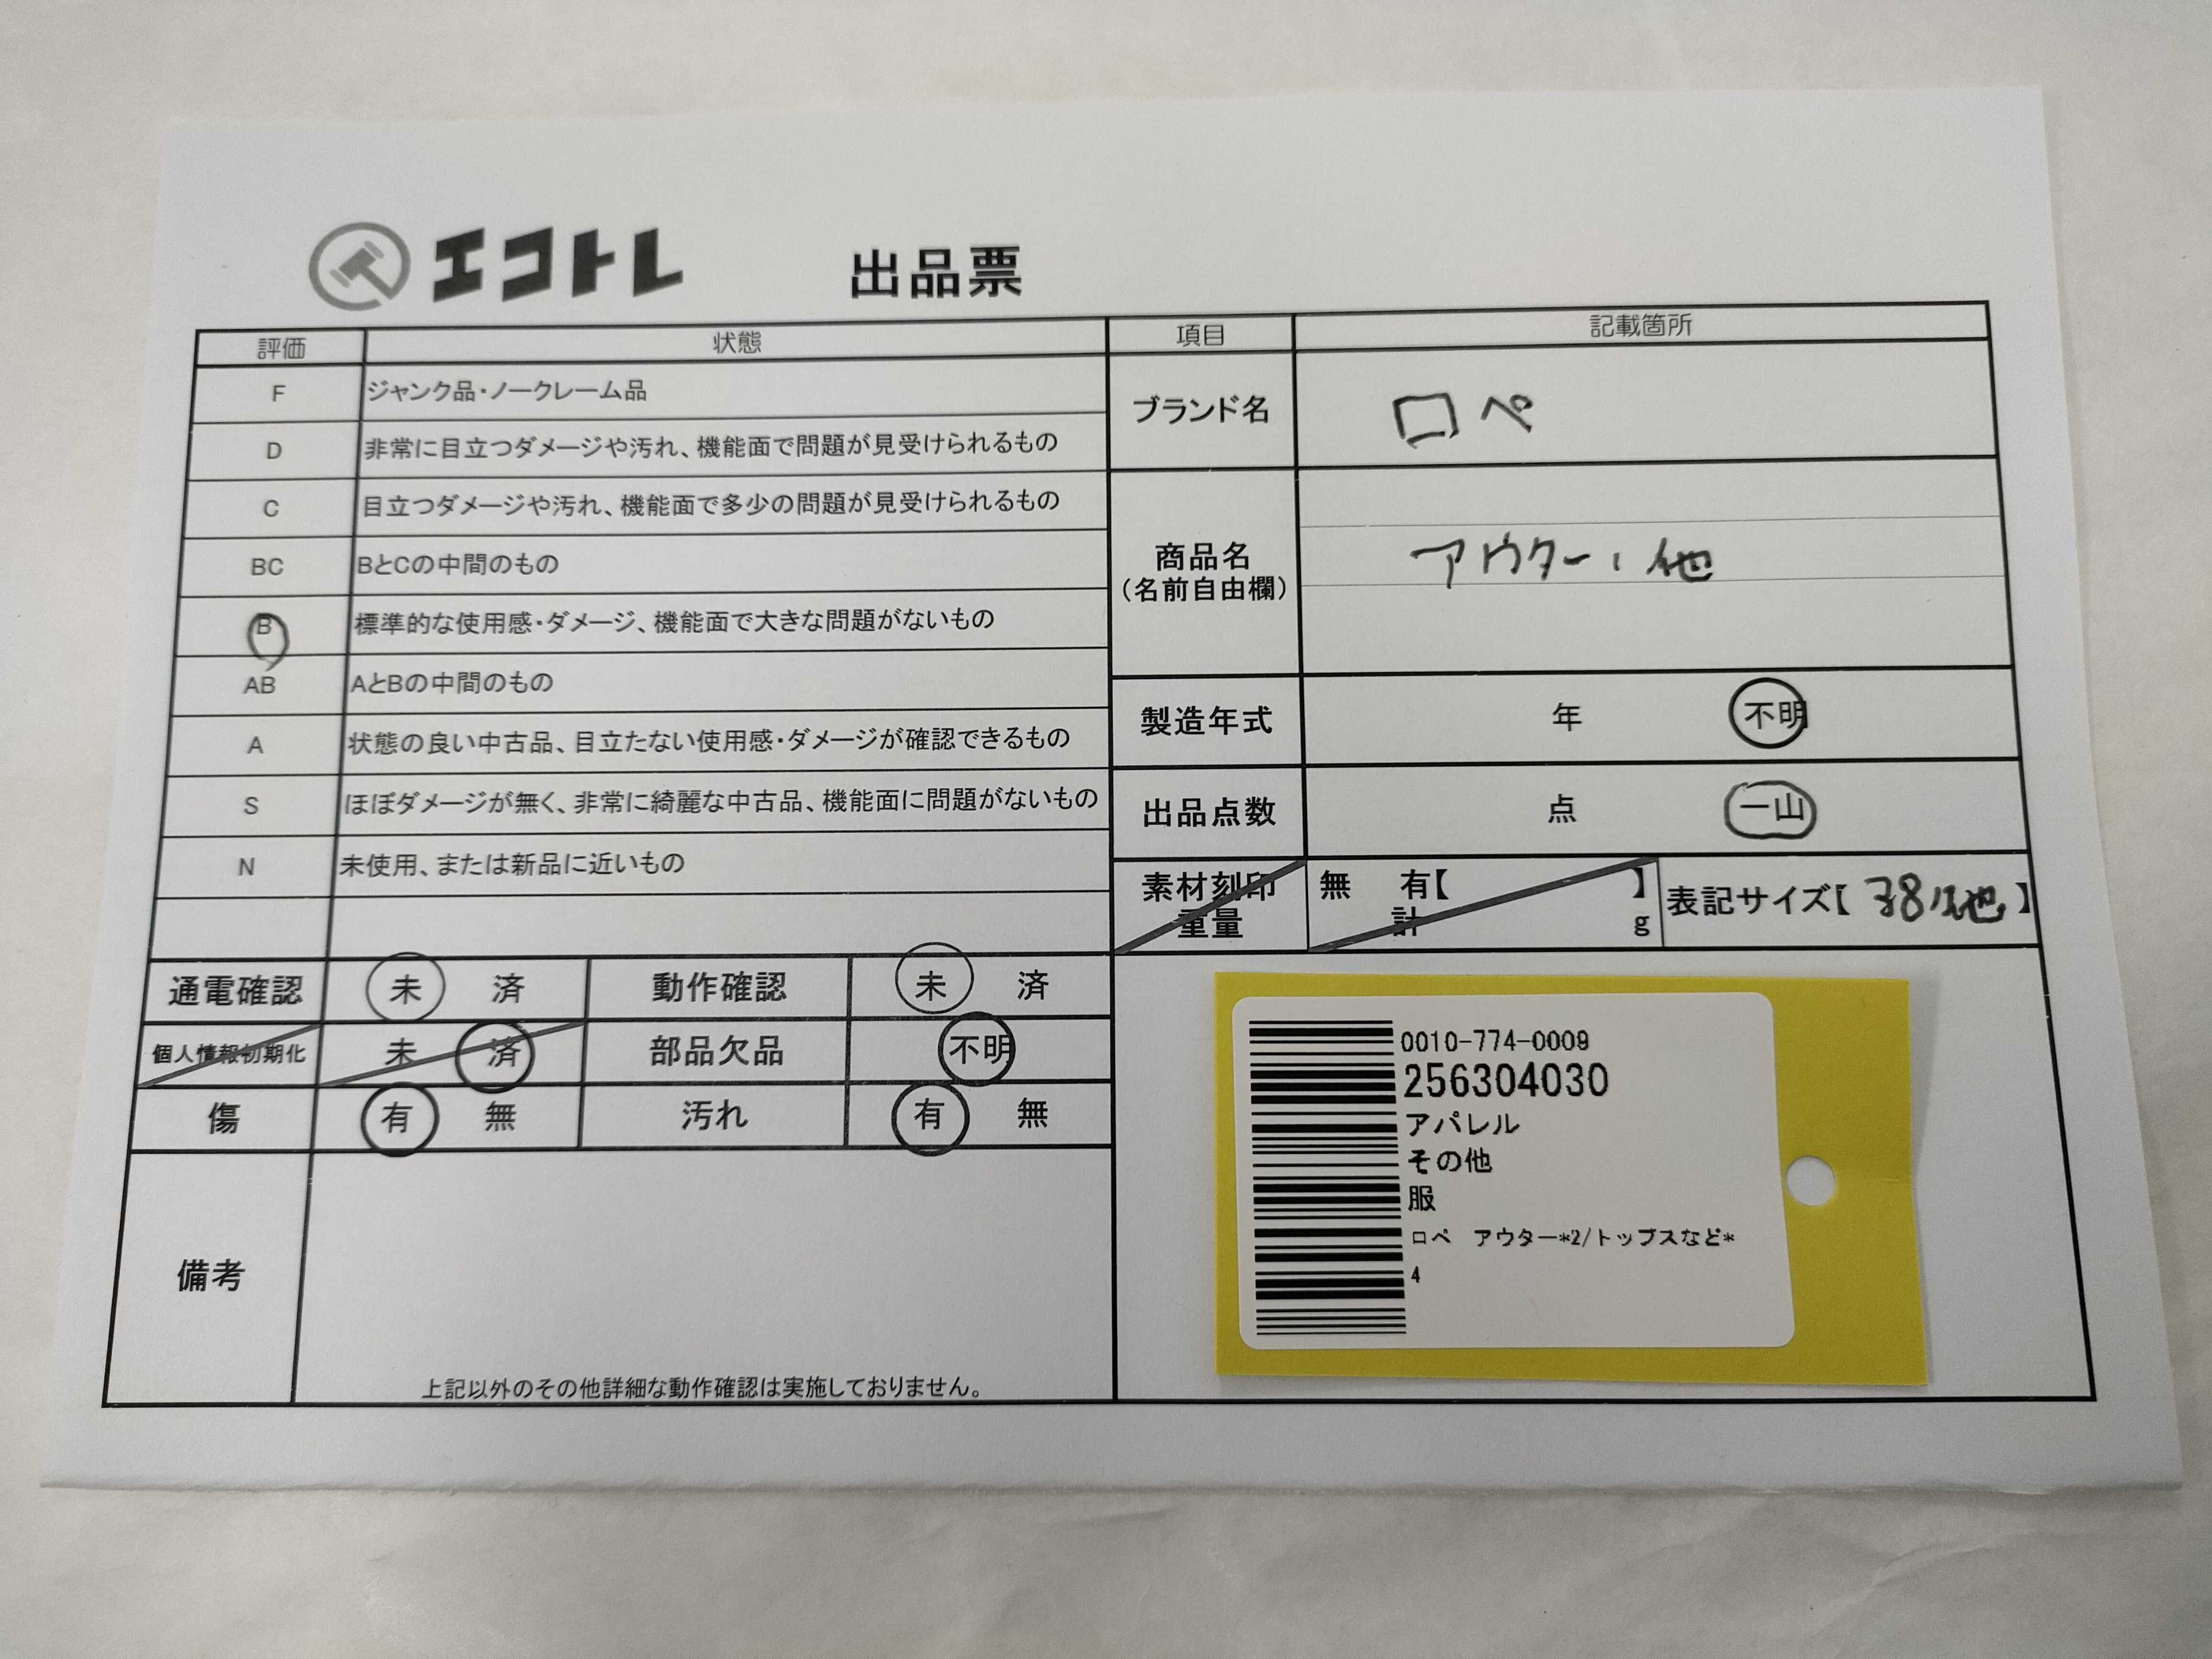 エコトレ 出品票
評価 状態
F ジャンク品・ノークレーム品
D 非常に目立つダメージや汚れ、機能面で問題が見受けられるもの
C 目立つダメージや汚れ、機能面で多少の問題が見受けられるもの
BC BとCの中間のもの
B 標準的な使用感・ダメージ、機能面で大きな問題がないもの
AB AとBの中間のもの
A 状態の良い中古品、目立たない使用感・ダメージが確認できるもの
S ほぼダメージが無く、非常に綺麗な中古品、機能面に問題がないもの
N 未使用、または新品に近いもの
通電確認 未 済 動作確認 未 済
個人情報初期化 未 済 部品欠品 不明
傷 有 無 汚れ 有 無
備考
上記以外のその他詳細な動作確認は実施しておりません。
項目 記載箇所
ブランド名 ロペ
商品名 アウター、他
(名前自由欄)
製造年式 年 不明
出品点数 点 一山
素材刻印 無 有【 】
重量 計 g
表記サイズ【 38 他 】
0010-774-0009
256304030
アパレル
その他
服
ロペ アウター*2/トップスなど*
4